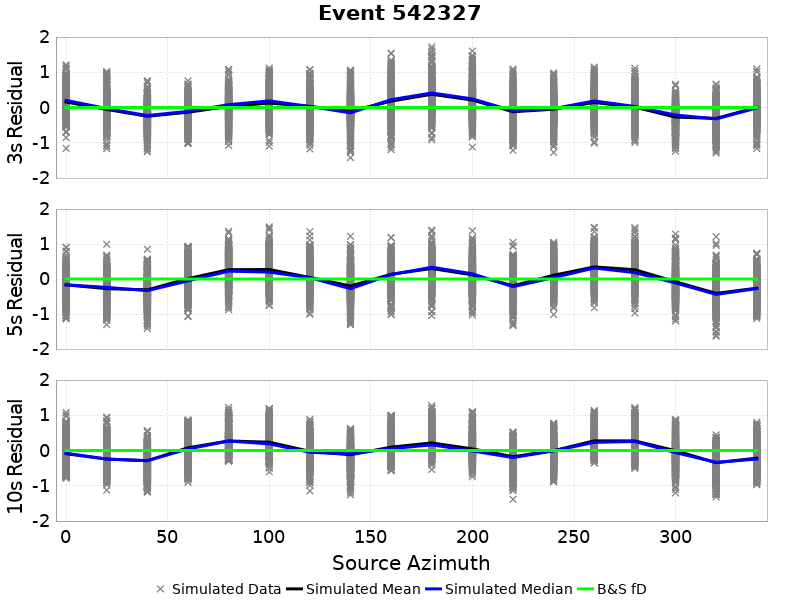 Event 542327
2
1
0
-1
-2
3s Residual
2
1
0
-1
-2
5s Residual
2
1
0
-1
-2
10s Residual
0 50 100 150 200 250 300
Source Azimuth
Simulated Data Simulated Mean Simulated Median B&S fD